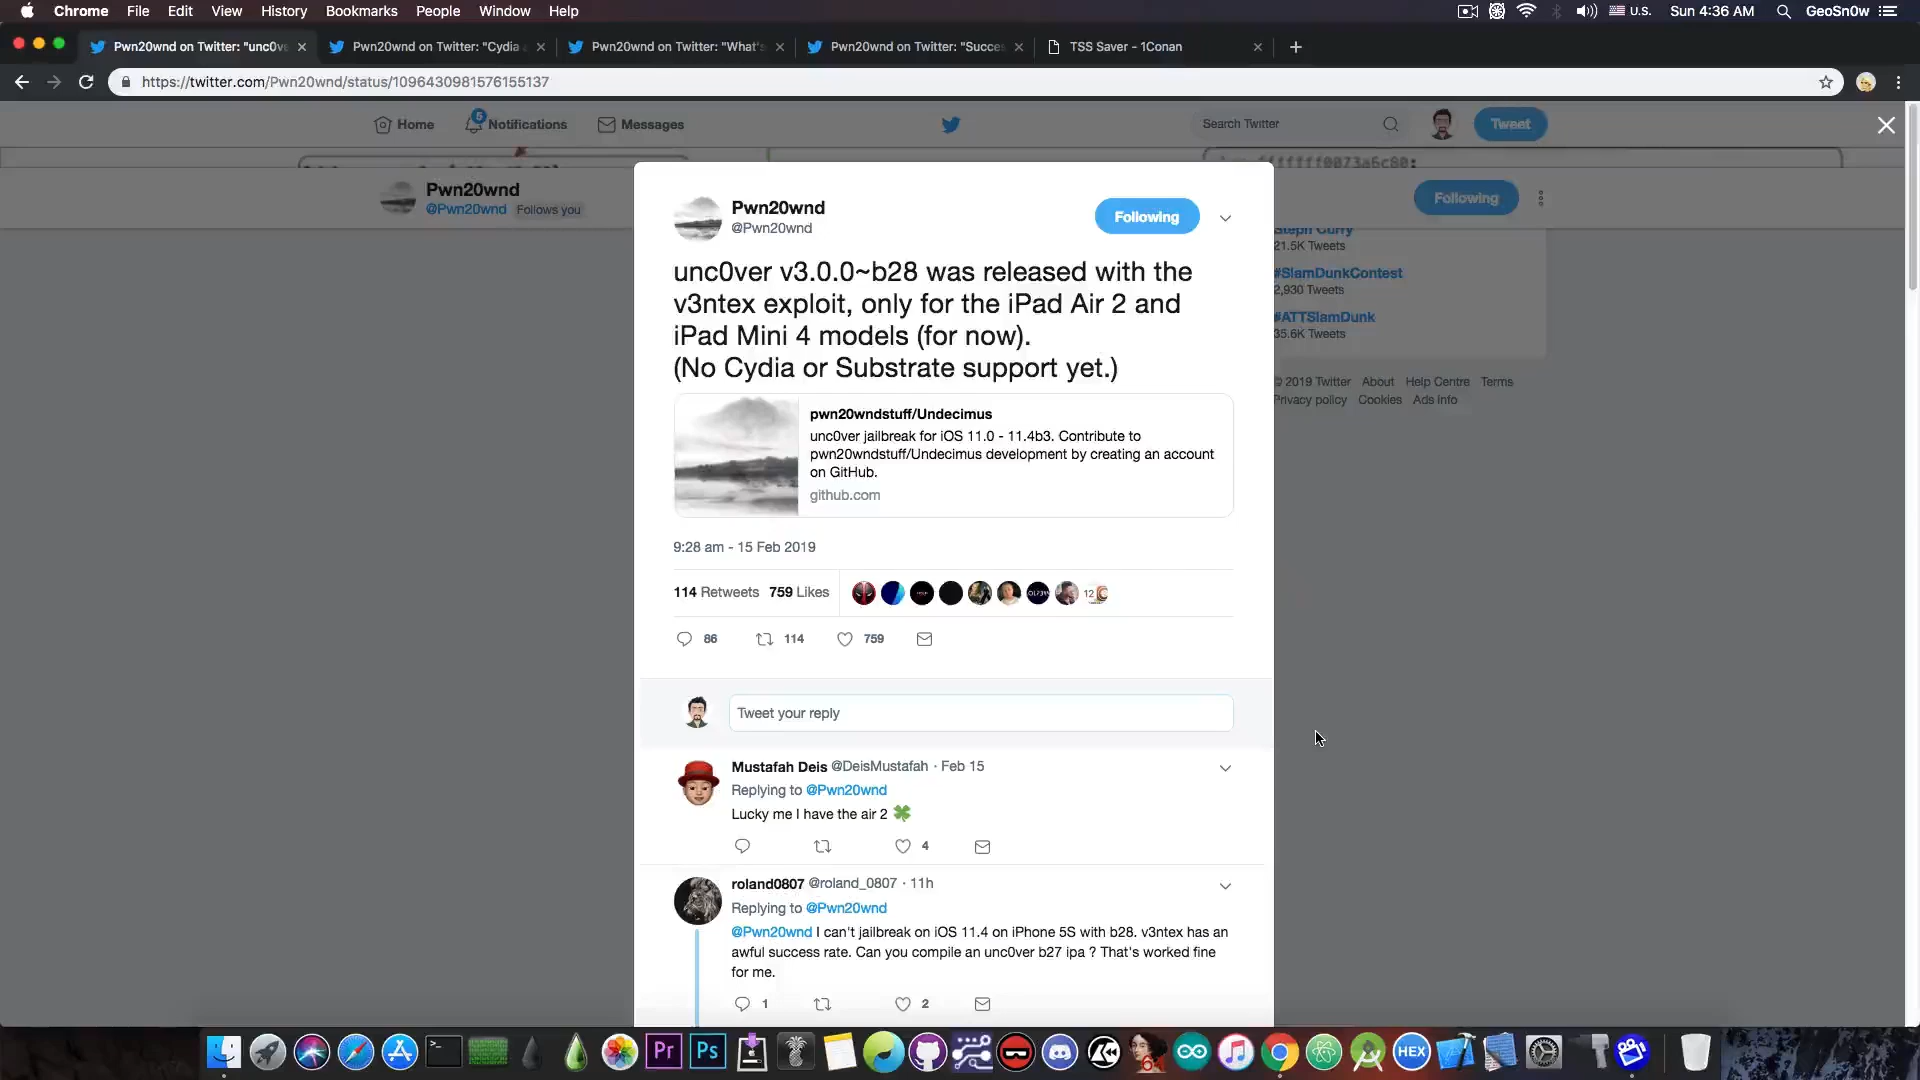 Chrome File Edit View History Bookmarks People Window Help U.S. Sun 4:36 AM GeoSn0w
Pwn20wnd on Twitter: "unc0ve Pwn20wnd on Twitter: "Cydia Pwn20wnd on Twitter: "What's Pwn20wnd on Twitter: "Succes TSS Saver - 1Conan
https://twitter.com/Pwn20wnd/status/1096430981576155137
Home 5 Notifications Messages Search Twitter Tweet
ffffff0073a6c80:
Pwn20wnd
@Pwn20wnd Follows you
Following
Steph Curry
21.5K Tweets
#SlamDunkContest
2,930 Tweets
#ATTSlamDunk
35.6K Tweets
© 2019 Twitter About Help Centre Terms
Privacy policy Cookies Ads info
Pwn20wnd
@Pwn20wnd
Following
unc0ver v3.0.0~b28 was released with the
v3ntex exploit, only for the iPad Air 2 and
iPad Mini 4 models (for now).
(No Cydia or Substrate support yet.)
pwn20wndstuff/Undecimus
unc0ver jailbreak for iOS 11.0 - 11.4b3. Contribute to
pwn20wndstuff/Undecimus development by creating an account
on GitHub.
github.com
9:28 am - 15 Feb 2019
114 Retweets 759 Likes
86 114 759
Tweet your reply
Mustafah Deis @DeisMustafah · Feb 15
Replying to @Pwn20wnd
Lucky me I have the air 2 🍀
4
roland0807 @roland_0807 · 11h
Replying to @Pwn20wnd
@Pwn20wnd I can't jailbreak on iOS 11.4 on iPhone 5S with b28. v3ntex has an
awful success rate. Can you compile an unc0ver b27 ipa ? That's worked fine
for me.
1 2
Pr Ps HEX